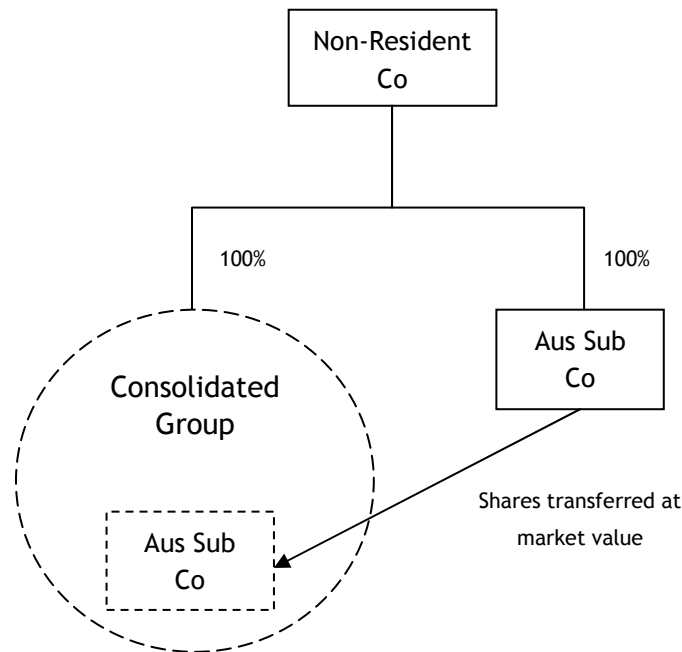 Non-Resident
Co
100%
100%
Aus Sub
Co
Consolidated
Group
Shares transferred at
market value
Aus Sub
Co